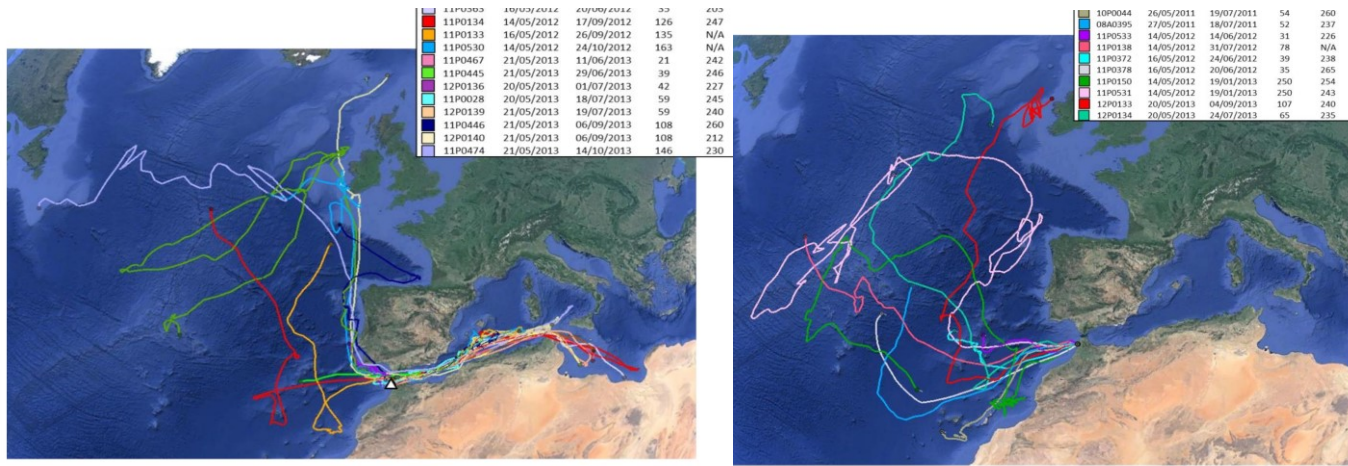 11P0363 16/05/2012 20/06/2012 35 205
11P0134 14/05/2012 17/09/2012 126 247
11P0133 16/05/2012 26/09/2012 135 N/A
11P0530 14/05/2012 24/10/2012 163 N/A
11P0467 21/05/2013 11/06/2013 21 242
11P0445 21/05/2013 29/06/2013 39 246
12P0136 20/05/2013 01/07/2013 42 227
11P0028 20/05/2013 18/07/2013 59 245
12P0139 21/05/2013 19/07/2013 59 240
11P0446 21/05/2013 06/09/2013 108 260
12P0140 21/05/2013 06/09/2013 108 212
11P0474 21/05/2013 14/10/2013 146 230
10P0044 26/05/2011 19/07/2011 54 260
08A0395 27/05/2011 18/07/2011 52 237
11P0533 14/05/2012 14/06/2012 31 226
11P0138 14/05/2012 31/07/2012 78 N/A
11P0372 16/05/2012 24/06/2012 39 238
11P0378 16/05/2012 20/06/2012 35 265
11P0150 14/05/2012 19/01/2013 250 254
11P0531 14/05/2012 19/01/2013 250 243
12P0133 20/05/2013 04/09/2013 107 240
12P0134 20/05/2013 24/07/2013 65 235